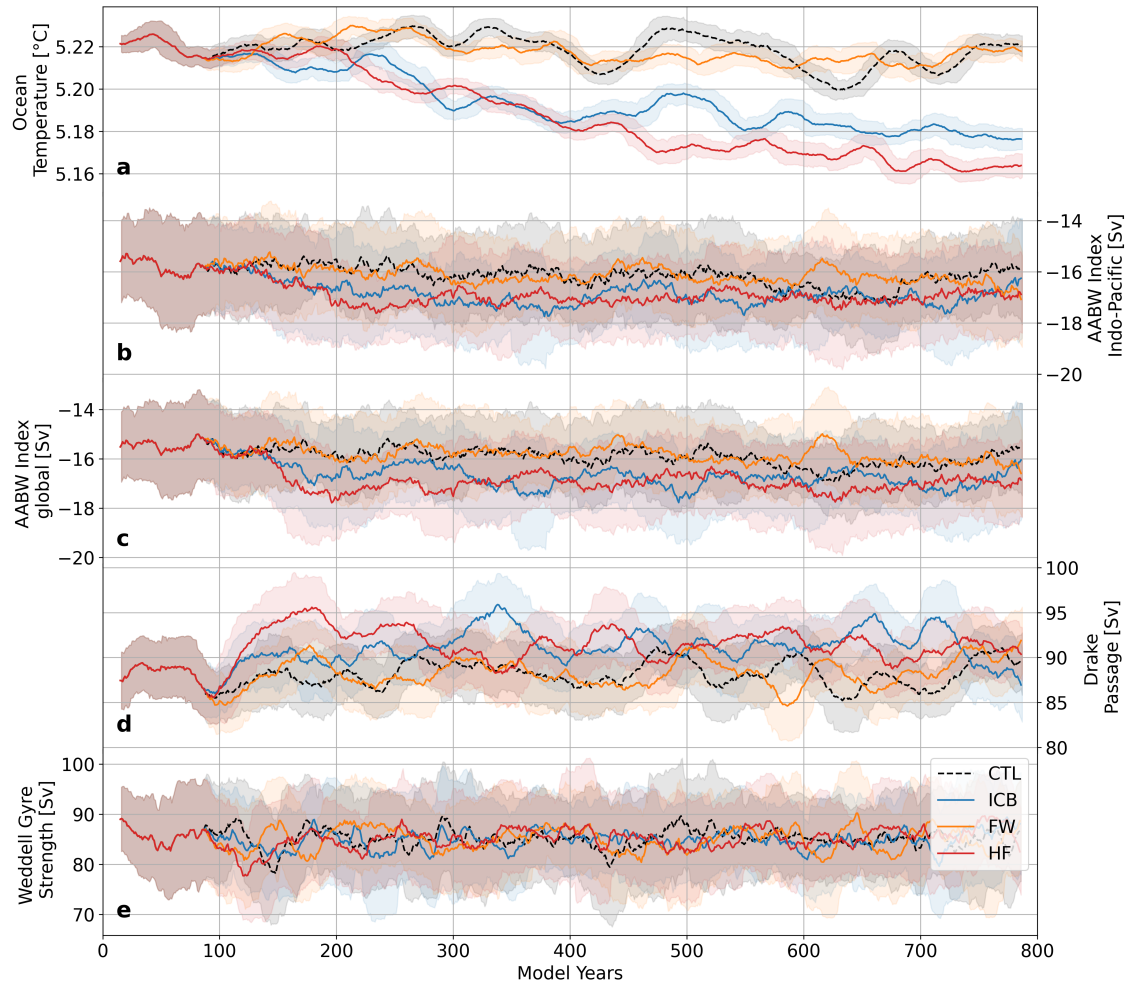 Ocean
Temperature [°C]
5.22
5.20
5.18
5.16
a
−14
−16
−18
−20
AABW Index
Indo-Pacific [Sv]
b
−14
−16
−18
−20
AABW Index
global [Sv]
c
100
95
90
85
80
Drake
Passage [Sv]
d
100
90
80
70
Weddell Gyre
Strength [Sv]
e
CTL
ICB
FW
HF
0 100 200 300 400 500 600 700 800
Model Years